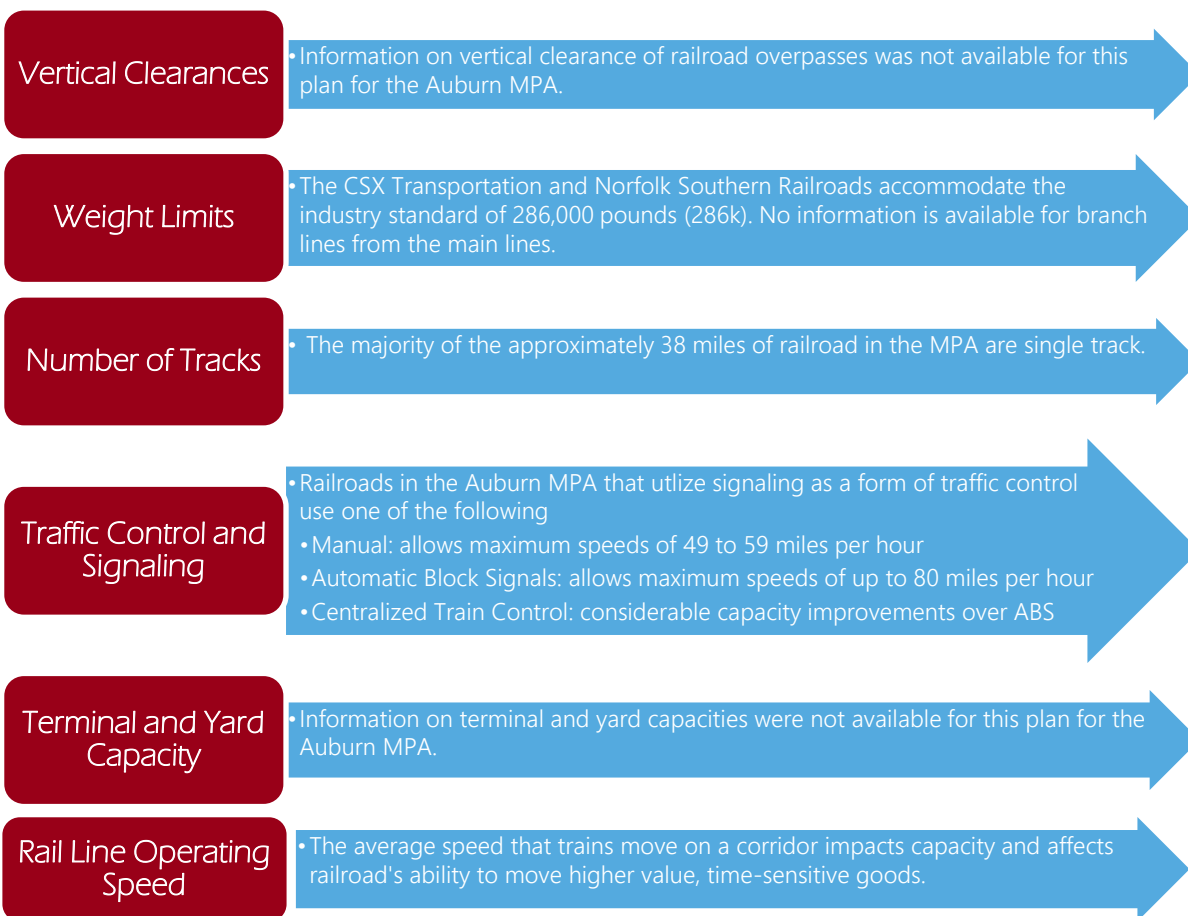 Vertical Clearances
•Information on vertical clearance of railroad overpasses was not available for this
plan for the Auburn MPA.
Weight Limits
•The CSX Transportation and Norfolk Southern Railroads accommodate the
industry standard of 286,000 pounds (286k). No information is available for branch
lines from the main lines.
Number of Tracks
• The majority of the approximately 38 miles of railroad in the MPA are single track.
Traffic Control and
Signaling
•Railroads in the Auburn MPA that utlize signaling as a form of traffic control
use one of the following
•Manual: allows maximum speeds of 49 to 59 miles per hour
•Automatic Block Signals: allows maximum speeds of up to 80 miles per hour
•Centralized Train Control: considerable capacity improvements over ABS
Terminal and Yard
Capacity
•Information on terminal and yard capacities were not available for this plan for the
Auburn MPA.
Rail Line Operating
Speed
•The average speed that trains move on a corridor impacts capacity and affects
railroad's ability to move higher value, time-sensitive goods.